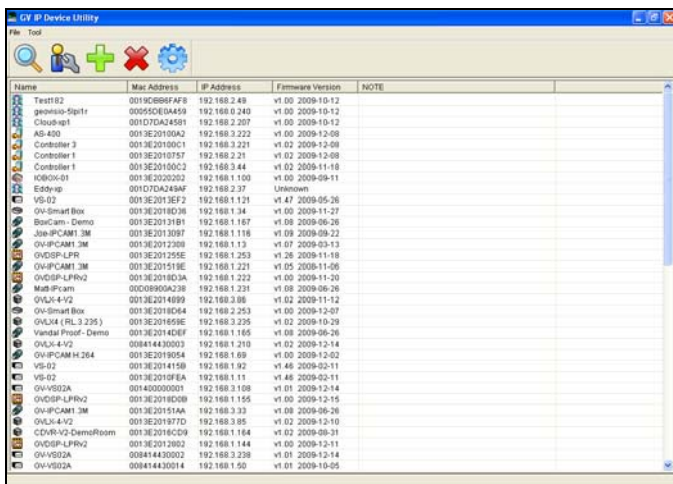 GV IP Device Utility
File Tool
Name Mac Address IP Address Firmware Version NOTE
Test182 0019DBB6FAF8 192.168.2.49 v1.00 2009-10-12
geovisio-5lpi1r 00055DE0A459 192.168.0.240 v1.00 2009-10-12
Cloud-xp1 001D7DA24581 192.168.2.207 v1.00 2009-10-12
AS-400 0013E20100A2 192.168.3.222 v1.00 2009-12-08
Controller 3 0013E20100C1 192.168.3.221 v1.02 2009-12-08
Controller 1 0013E2010757 192.168.2.21 v1.02 2009-12-08
Controller 1 0013E20100C2 192.168.3.44 v1.02 2009-11-18
IOBOX-01 0013E2020202 192.168.1.100 v1.00 2009-09-11
Eddy-xp 001D7DA249AF 192.168.2.37 Unknown
VS-02 0013E2013EF2 192.168.1.121 v1.47 2009-05-26
GV-Smart Box 0013E2018D36 192.168.1.34 v1.00 2009-11-27
BoxCam - Demo 0013E20131B1 192.168.1.167 v1.08 2009-06-26
Joe-IPCAM1.3M 0013E2013097 192.168.1.116 v1.09 2009-09-22
GV-IPCAM1.3M 0013E2012308 192.168.1.13 v1.07 2009-03-13
GVDSP-LPR 0013E201255E 192.168.1.253 v1.26 2009-11-18
GV-IPCAM1.3M 0013E201519E 192.168.1.221 v1.05 2008-11-06
GVDSP-LPRv2 0013E2018D3A 192.168.1.222 v1.00 2009-11-20
Matt-IPcam 00D08900A238 192.168.1.231 v1.08 2009-06-26
GVLX-4-V2 0013E2014899 192.168.3.86 v1.02 2009-11-12
GV-Smart Box 0013E2018D64 192.168.2.253 v1.00 2009-12-07
GVLX4 ( RL.3.235) 0013E201659E 192.168.3.235 v1.02 2009-10-29
Vandal Proof - Demo 0013E2014DEF 192.168.1.165 v1.08 2009-06-26
GVLX-4-V2 008414430003 192.168.1.210 v1.02 2009-12-14
GV-IPCAM H.264 0013E2019054 192.168.1.69 v1.00 2009-12-02
VS-02 0013E201415B 192.168.1.92 v1.46 2009-02-11
VS-02 0013E2010FEA 192.168.1.11 v1.46 2009-02-11
GV-VS02A 001400000001 192.168.3.108 v1.01 2009-12-14
GVDSP-LPRv2 0013E2018D0B 192.168.1.155 v1.00 2009-12-15
GV-IPCAM1.3M 0013E20151AA 192.168.3.33 v1.08 2009-06-26
GVLX-4-V2 0013E201977D 192.168.3.85 v1.02 2009-12-10
CDVR-V2-DemoRoom 0013E2016CD9 192.168.1.164 v1.02 2009-08-31
GVDSP-LPRv2 0013E2012802 192.168.1.144 v1.00 2009-12-11
GV-VS02A 008414430002 192.168.3.238 v1.01 2009-12-14
GV-VS02A 008414430014 192.168.1.50 v1.01 2009-10-05